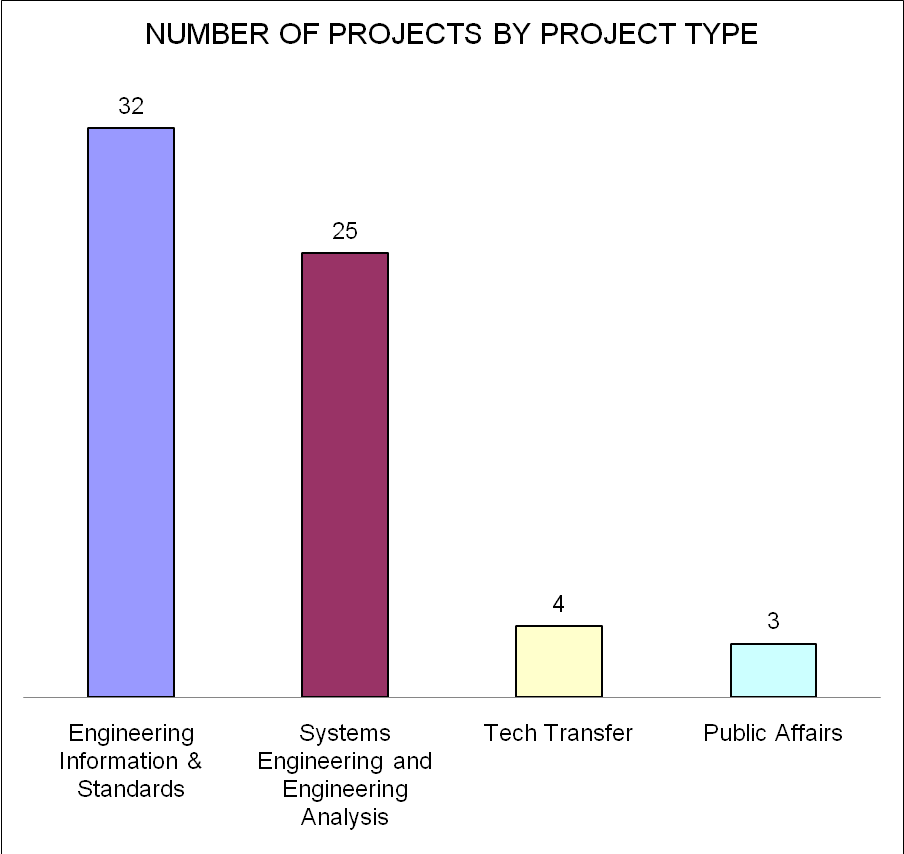 NUMBER OF PROJECTS BY PROJECT TYPE
32
25
4
3
Engineering
Information &
Standards
Systems
Engineering and
Engineering
Analysis
Tech Transfer
Public Affairs